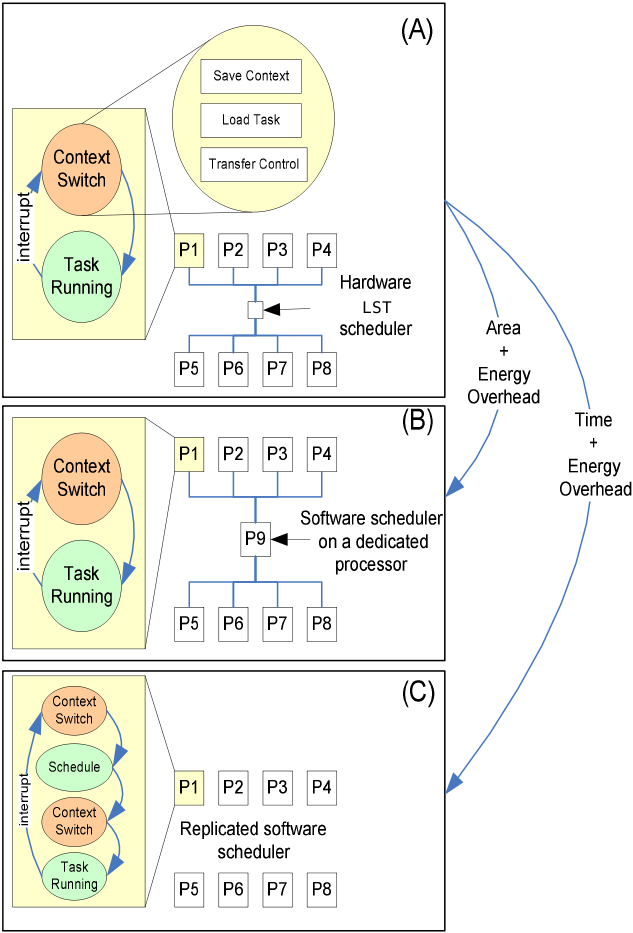 (A)
Save Context
Load Task
Transfer Control
Context
Switch
interrupt
Task
Running
P1 P2 P3 P4
Hardware
LST
scheduler
P5 P6 P7 P8
Area
+
Energy
Overhead
Time
+
Energy
Overhead
(B)
Context
Switch
interrupt
Task
Running
P1 P2 P3 P4
P9
Software scheduler
on a dedicated
processor
P5 P6 P7 P8
(C)
Context
Switch
Schedule
interrupt
Context
Switch
Task
Running
P1 P2 P3 P4
Replicated software
scheduler
P5 P6 P7 P8